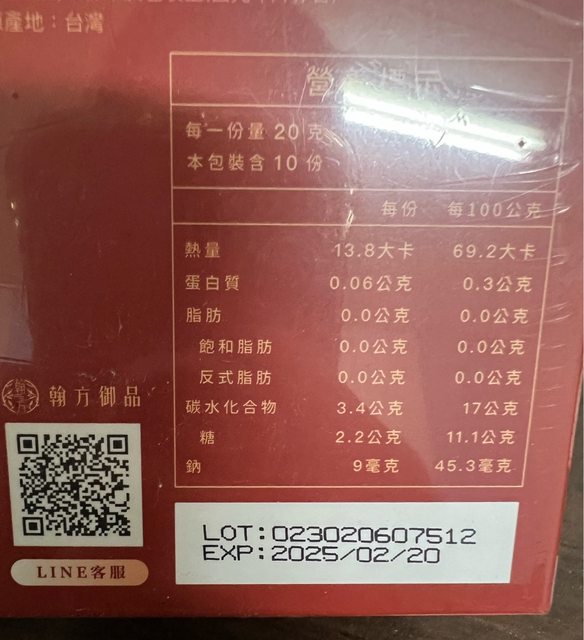 產地：台灣
營養標示
每一份量 20 克
本包裝含 10 份
每份 每100公克
熱量 13.8大卡 69.2大卡
蛋白質 0.06公克 0.3公克
脂肪 0.0公克 0.0公克
飽和脂肪 0.0公克 0.0公克
反式脂肪 0.0公克 0.0公克
碳水化合物 3.4公克 17公克
糖 2.2公克 11.1公克
鈉 9毫克 45.3毫克
翰方御品
LINE客服
LOT:023020607512
EXP:2025/02/20